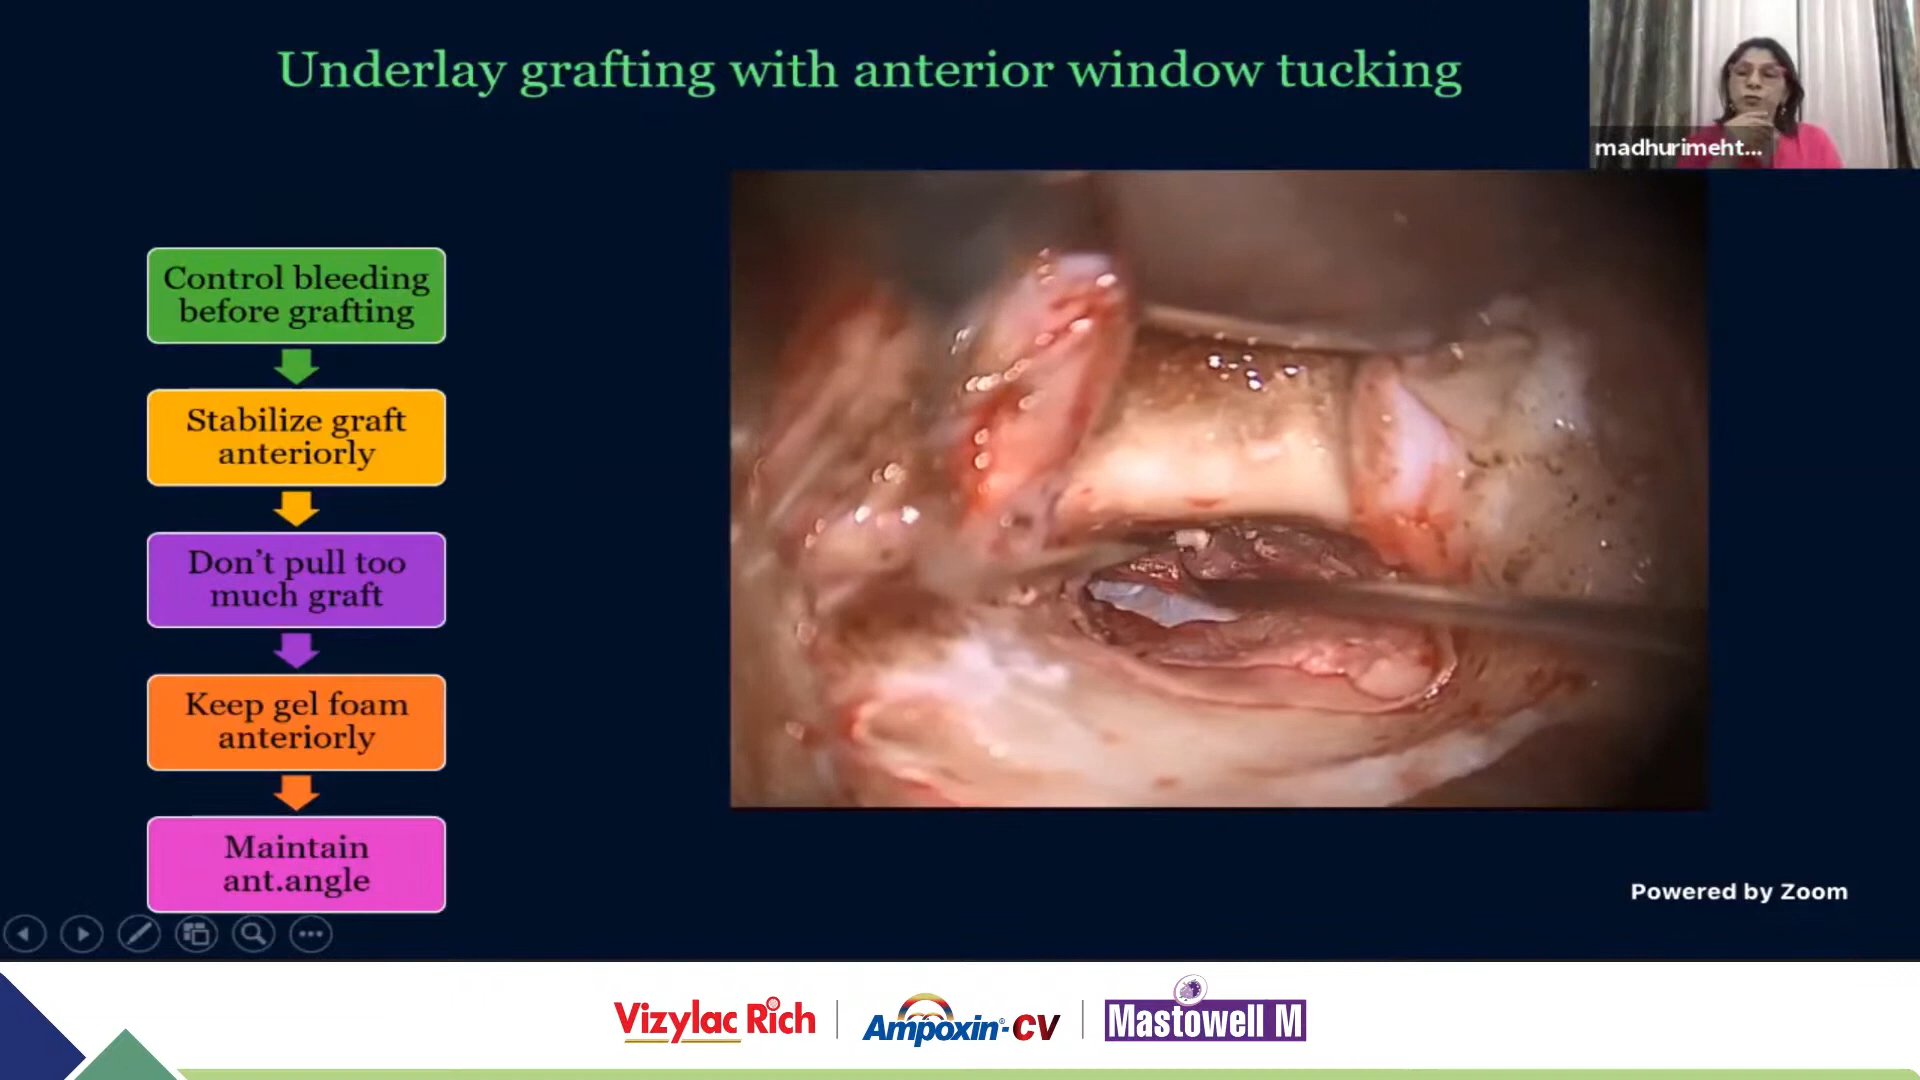 Underlay grafting with anterior window tucking
madhurimeht...
Control bleeding
before grafting
Stabilize graft
anteriorly
Don't pull too
much graft
Keep gel foam
anteriorly
Maintain
ant.angle
Powered by Zoom
Vizylac Rich
Ampoxin®-CV
Mastowell M